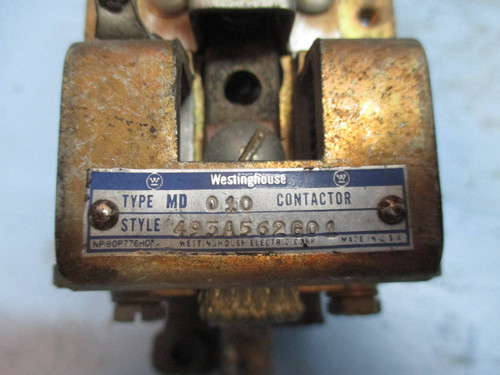 W Westinghouse W
TYPE MD 010 CONTACTOR
STYLE 495A562G01
NP 80P776H01 WESTINGHOUSE ELECTRIC CORP. MADE IN U.S.A.